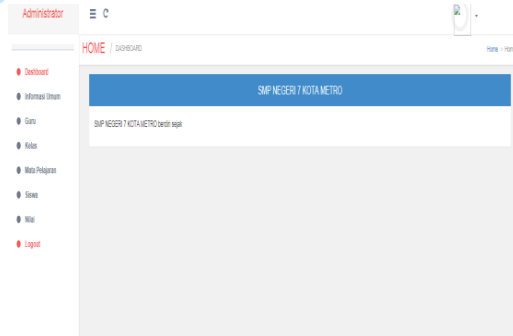 Administrator
HOME / DASHBOARD
Home > Hom
Dashboard
Informasi Umum
Guru
Kelas
Mata Pelajaran
Siswa
Nilai
Logout
SMP NEGERI 7 KOTA METRO
SMP NEGERI 7 KOTA METRO berdiri sejak